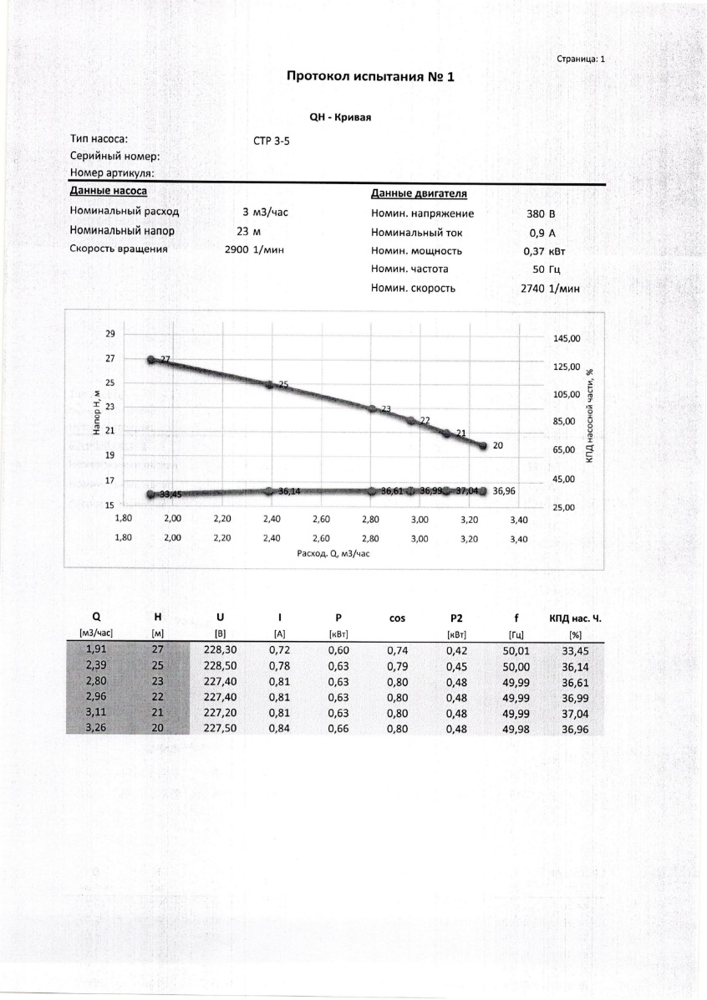 Страница: 1
Протокол испытания № 1
QH - Кривая
Тип насоса: СТР 3-5
Серийный номер:
Номер артикуля:
Данные насоса Данные двигателя
Номинальный расход 3 м3/час Номин. напряжение 380 В
Номинальный напор 23 м Номинальный ток 0,9 А
Скорость вращения 2900 1/мин Номин. мощность 0,37 кВт
Номин. частота 50 Гц
Номин. скорость 2740 1/мин
Напор Н, м
29
27
25
23
21
19
17
15
27 25 23 22 21 20
33,45 36,14 36,61 36,99 37,04 36,96
145,00
125,00
105,00
85,00
65,00
45,00
25,00
КПД насосной части, %
1,80 2,00 2,20 2,40 2,60 2,80 3,00 3,20 3,40
1,80 2,00 2,20 2,40 2,60 2,80 3,00 3,20 3,40
Расход. Q, м3/час
Q H U I P cos P2 f КПД нас. Ч.
[м3/час] [м] [В] [А] [кВт] [кВт] [Гц] [%]
1,91 27 228,30 0,72 0,60 0,74 0,42 50,01 33,45
2,39 25 228,50 0,78 0,63 0,79 0,45 50,00 36,14
2,80 23 227,40 0,81 0,63 0,80 0,48 49,99 36,61
2,96 22 227,40 0,81 0,63 0,80 0,48 49,99 36,99
3,11 21 227,20 0,81 0,63 0,80 0,48 49,99 37,04
3,26 20 227,50 0,84 0,66 0,80 0,48 49,98 36,96